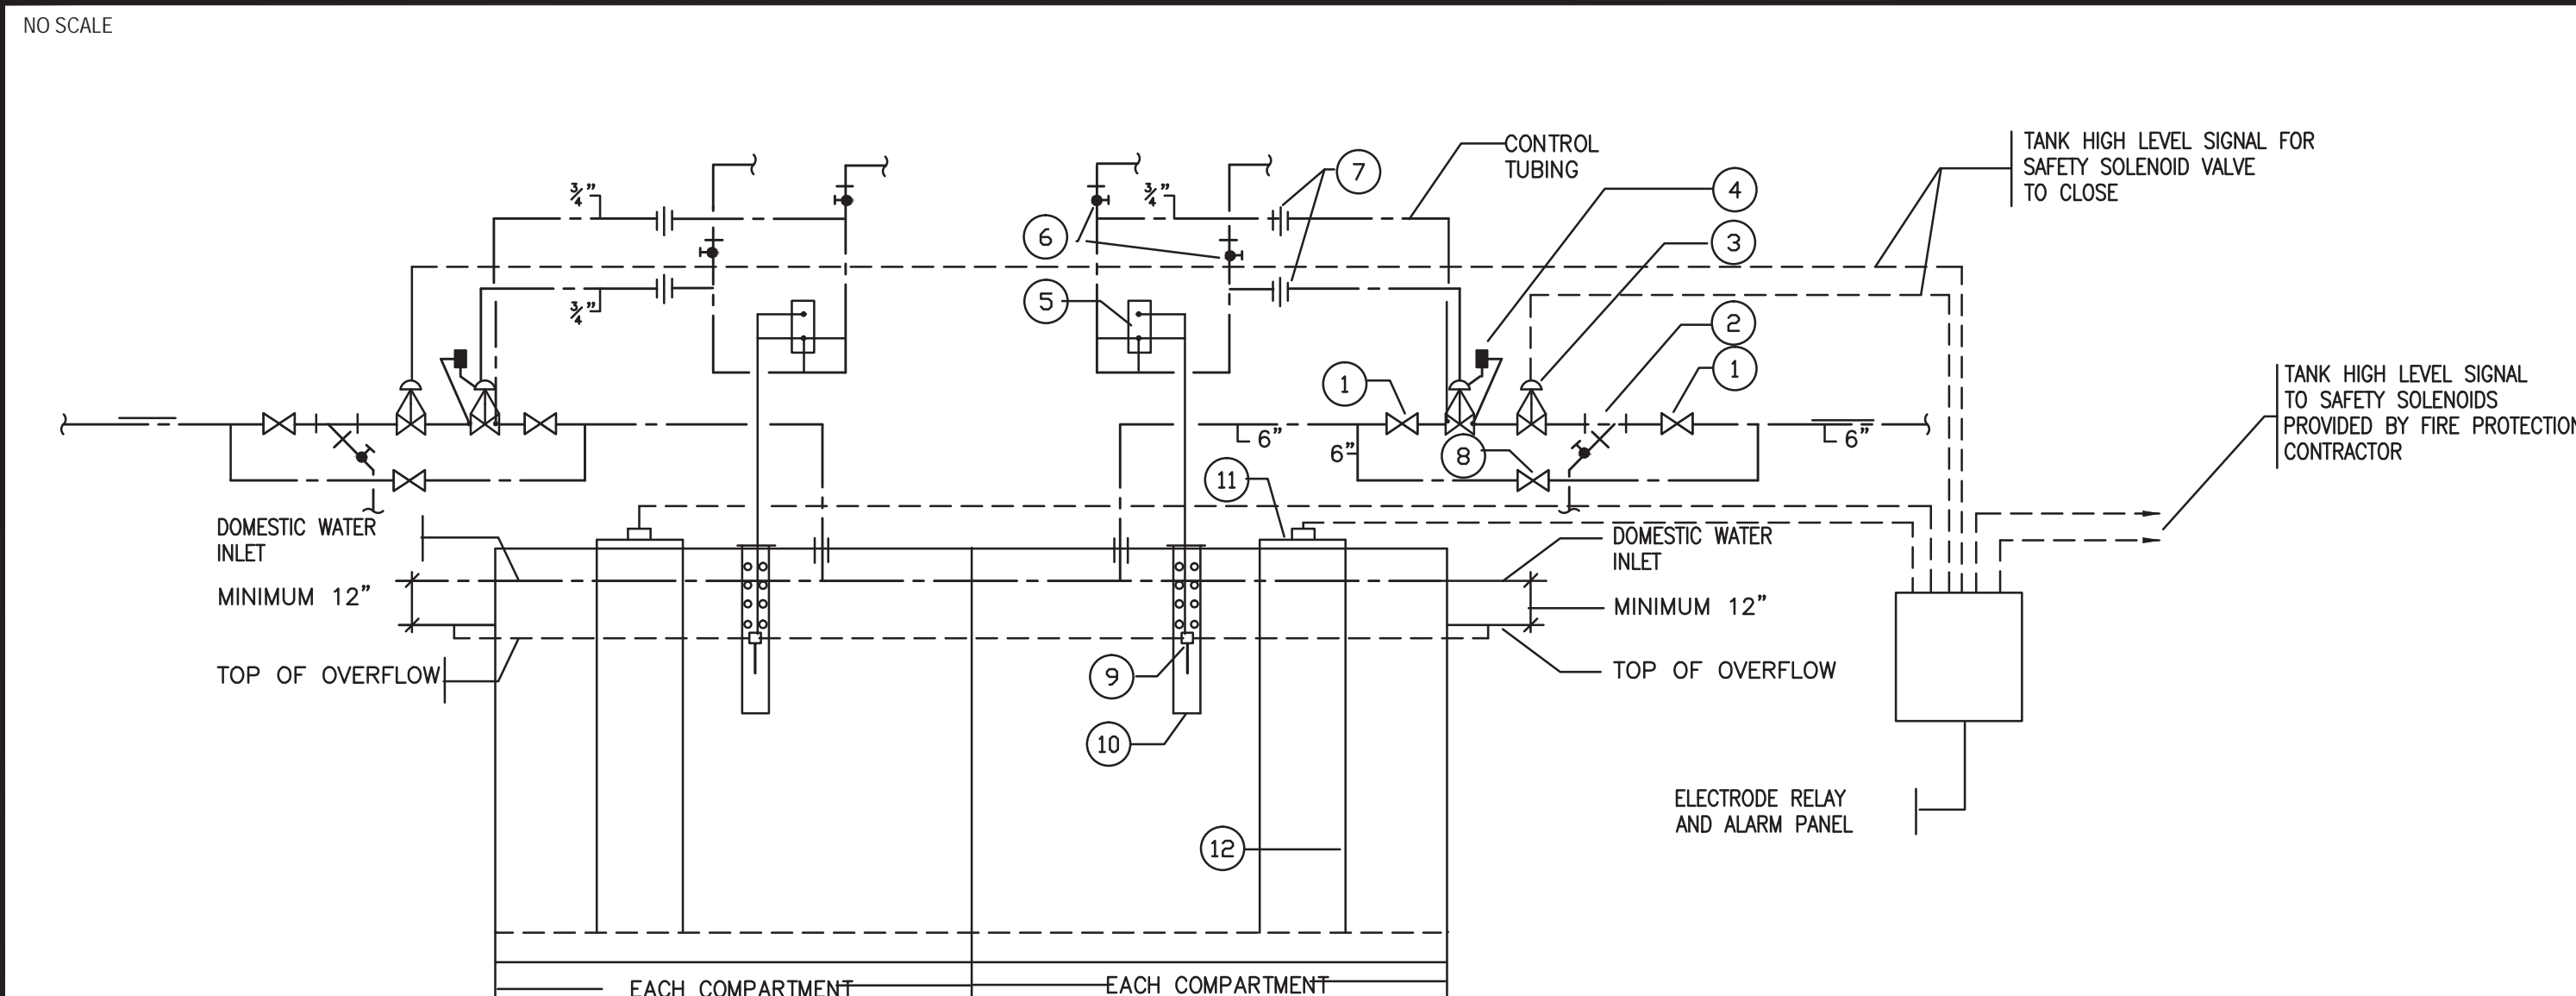 NO SCALE
CONTROL
TUBING
TANK HIGH LEVEL SIGNAL FOR
SAFETY SOLENOID VALVE
TO CLOSE
7
4
3/4"
3/4"
6
3
3/4"
5
2
1
1
TANK HIGH LEVEL SIGNAL
TO SAFETY SOLENOIDS
PROVIDED BY FIRE PROTECTION
CONTRACTOR
6"
6"
6"
8
11
DOMESTIC WATER
INLET
DOMESTIC WATER
INLET
MINIMUM 12"
MINIMUM 12"
TOP OF OVERFLOW
9
TOP OF OVERFLOW
10
ELECTRODE RELAY
AND ALARM PANEL
12
EACH COMPARTMENT
EACH COMPARTMENT